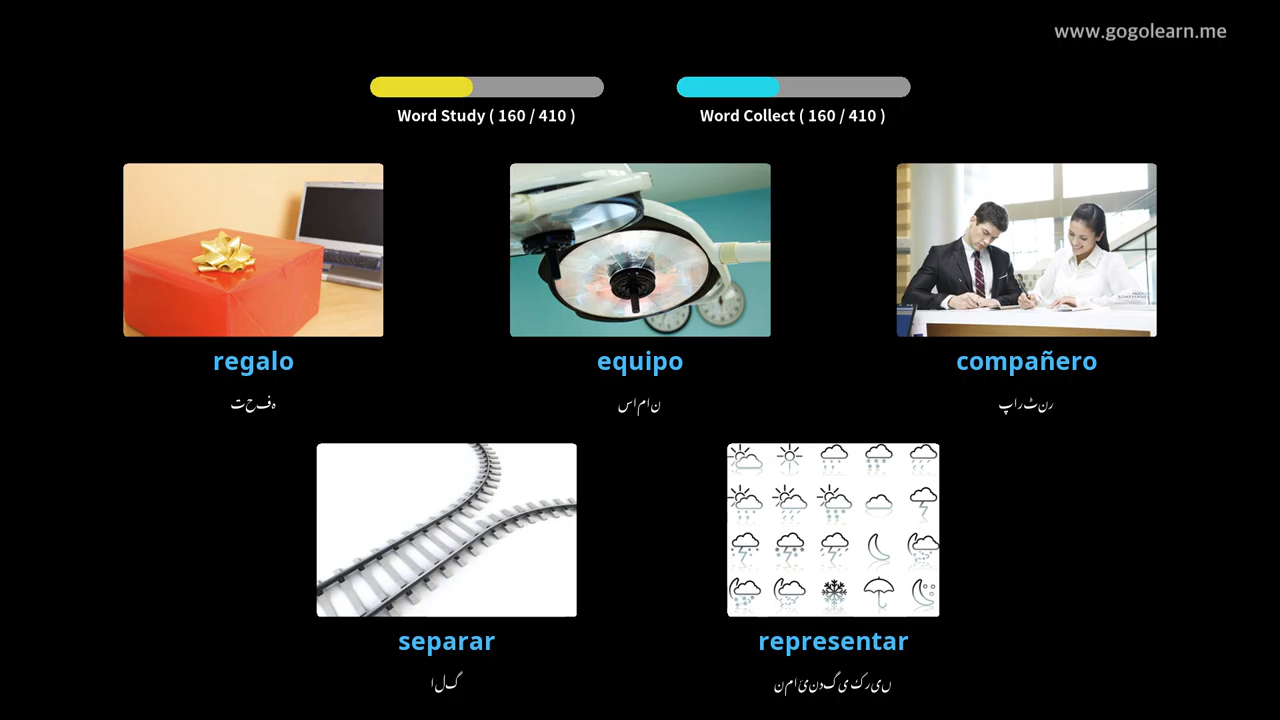 www.gogolearn.me
Word Study ( 160 / 410 )
Word Collect ( 160 / 410 )
regalo
equipo
compañero
تحفہ
سامان
پارٹنر
separar
representar
الگ
نمائندگی کریں